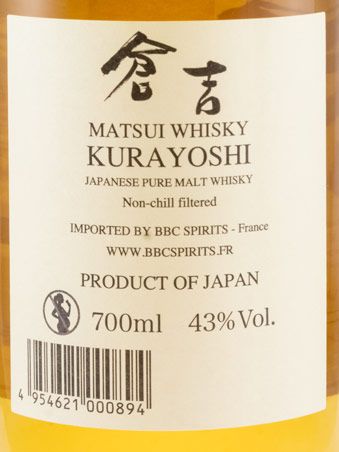 倉吉
MATSUI WHISKY
KURAYOSHI
JAPANESE PURE MALT WHISKY
Non-chill filtered
IMPORTED BY BBC SPIRITS - France
WWW.BBCSPIRITS.FR
PRODUCT OF JAPAN
700ml 43%Vol.
4 954621 000894